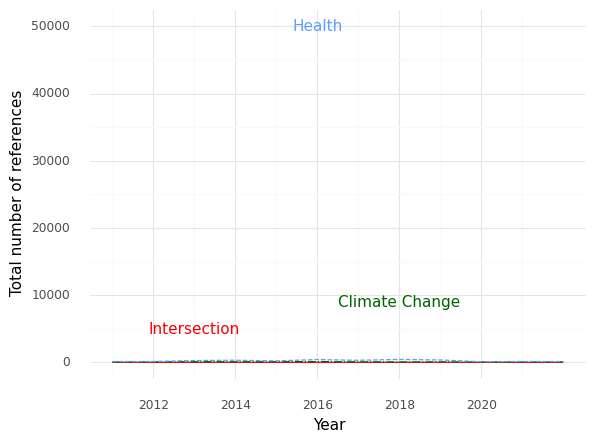 50000
Health
40000
30000
20000
10000
Climate Change
Intersection
0
Total number of references
2012 2014 2016 2018 2020
Year